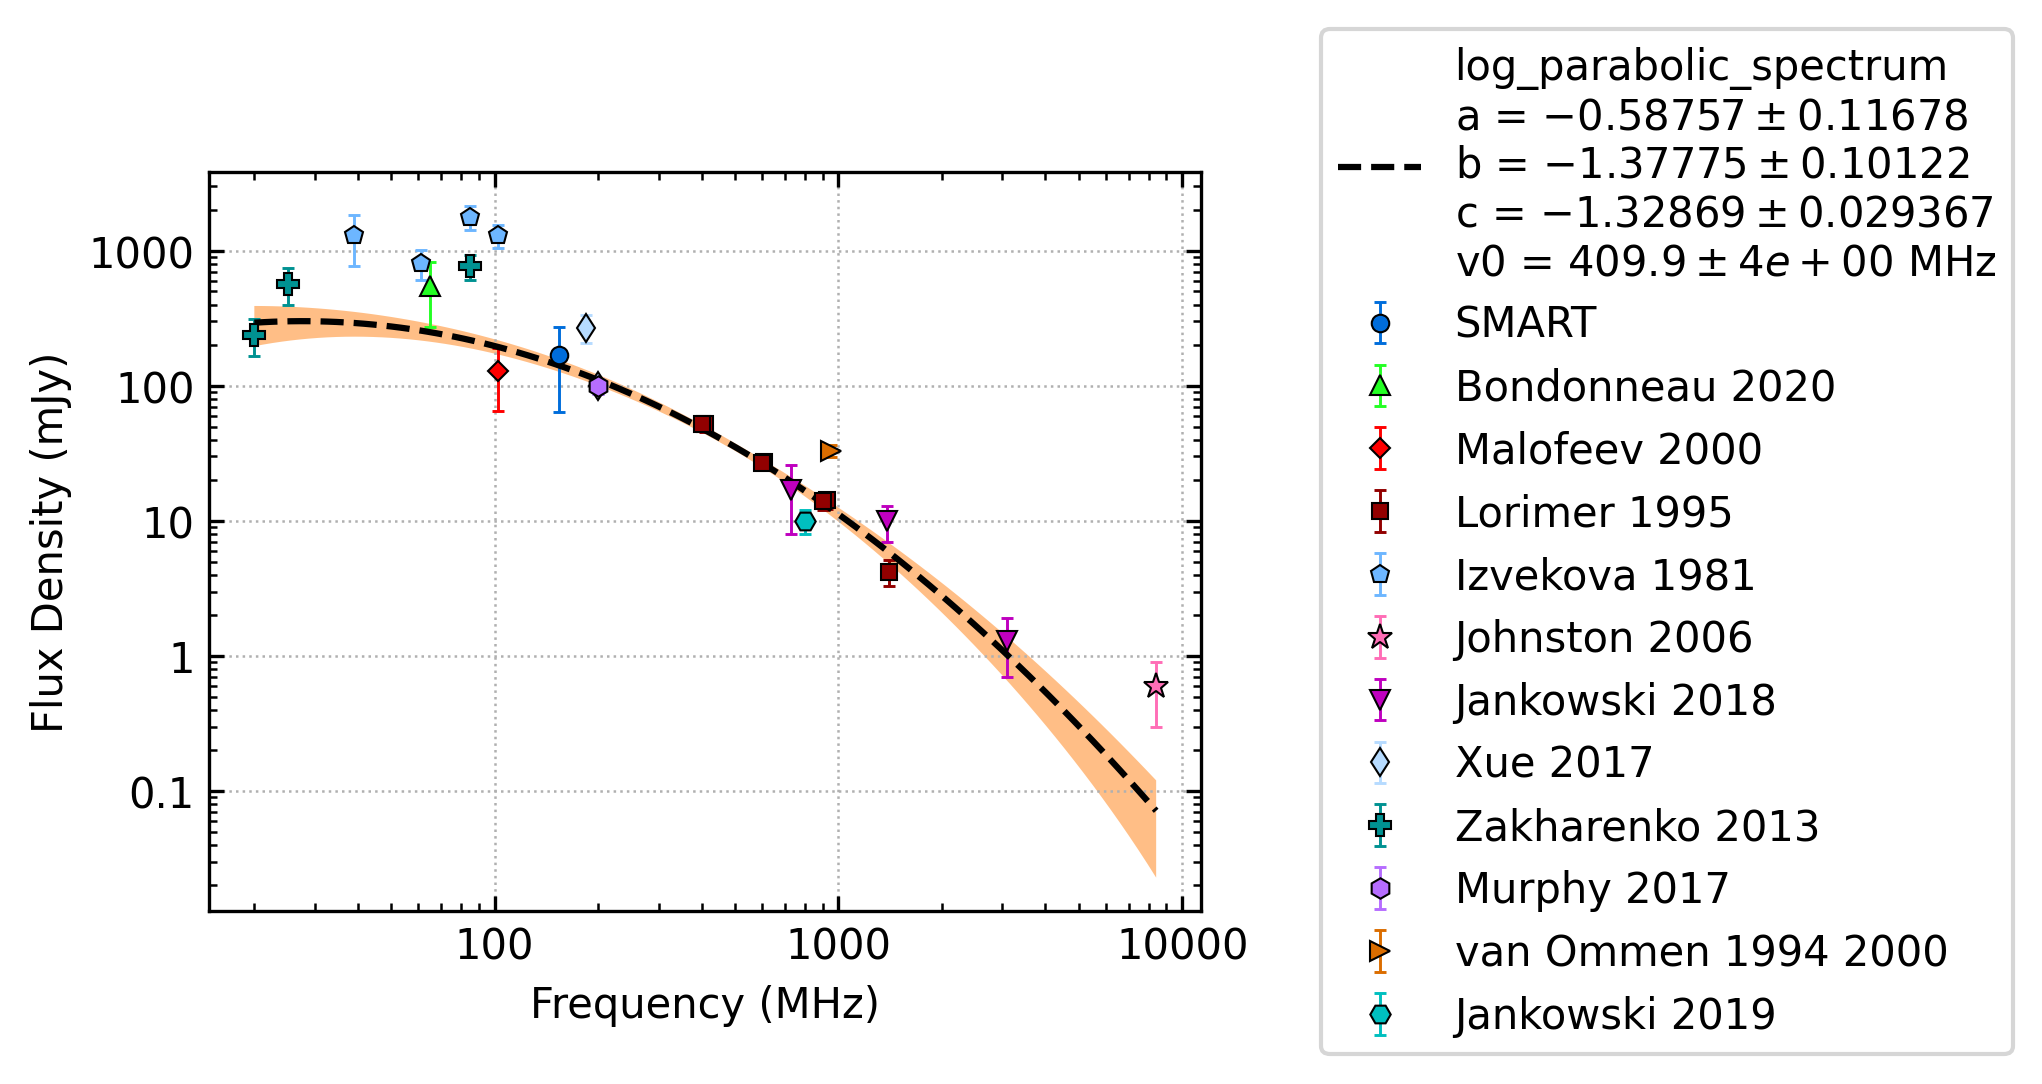 log_parabolic_spectrum
a = −0.58757 ± 0.11678
b = −1.37775 ± 0.10122
c = −1.32869 ± 0.029367
v0 = 409.9 ± 4e + 00 MHz
SMART
Bondonneau 2020
Malofeev 2000
Lorimer 1995
Izvekova 1981
Johnston 2006
Jankowski 2018
Xue 2017
Zakharenko 2013
Murphy 2017
van Ommen 1994 2000
Jankowski 2019
Flux Density (mJy)
1000
100
10
1
0.1
100
1000
10000
Frequency (MHz)